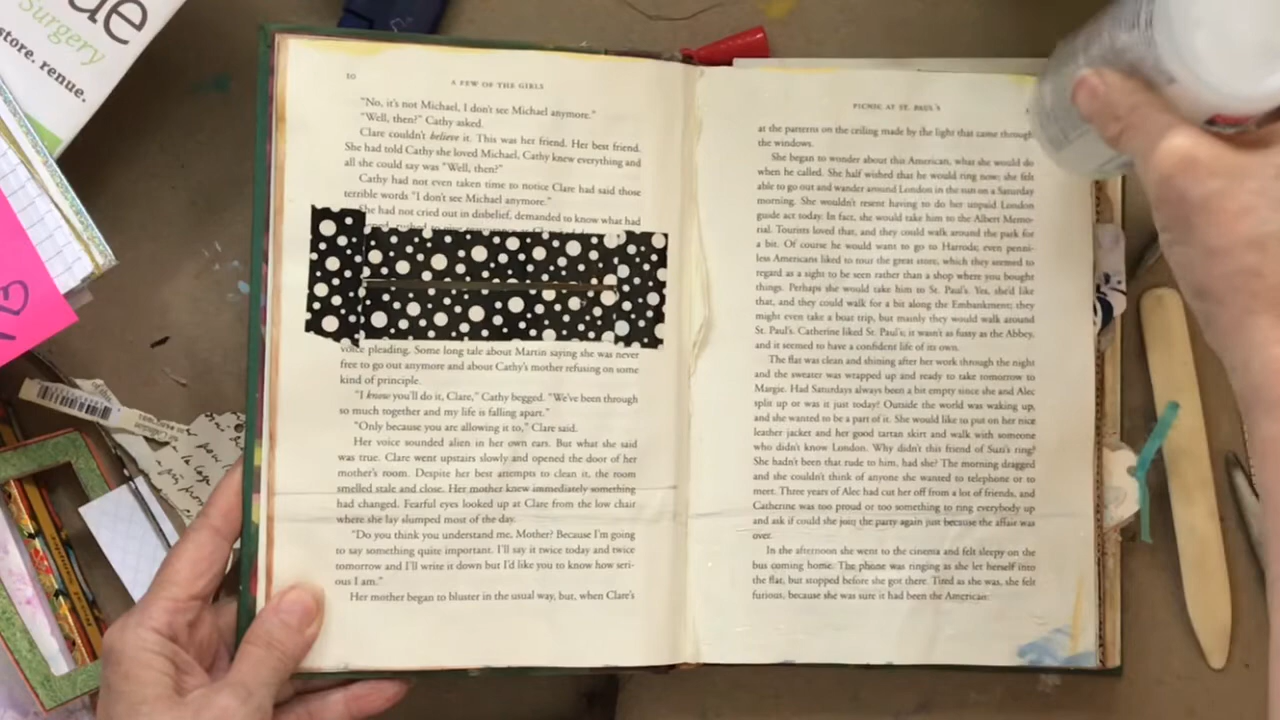 ue
Surgery
store. renue.
10
A FEW OF THE GIRLS
"No, it's not Michael, I don't see Michael anymore."
"Well, then?" Cathy asked.
Clare couldn't believe it. This was her friend. Her best friend.
She had told Cathy she loved Michael, Cathy knew everything and
all she could say was "Well, then?"
Cathy had not even taken time to notice Clare had said those
terrible words "I don't see Michael anymore."
She had not cried out in disbelief, demanded to know what had
voice pleading. Some long tale about Martin saying she was never
free to go out anymore and about Cathy's mother refusing on some
kind of principle.
"I know you'll do it, Clare," Cathy begged. "We've been through
so much together and my life is falling apart."
"Only because you are allowing it to," Clare said.
Her voice sounded alien in her own ears. But what she said
was true. Clare went upstairs slowly and opened the door of her
mother's room. Despite her best attempts to clean it, the room
smelled stale and close. Her mother knew immediately something
had changed. Fearful eyes looked up at Clare from the low chair
where she lay slumped most of the day.
"Do you think you understand me, Mother? Because I'm going
to say something quite important. I'll say it twice today and twice
tomorrow and I'll write it down but I'd like you to know how seri-
ous I am."
Her mother began to bluster in the usual way, but, when Clare's
PICNIC AT ST. PAUL'S
at the patterns on the ceiling made by the light that came through
the windows.
She began to wonder about this American, what she would do
when he called. She half wished that he would ring now; she felt
able to go out and wander around London in the sun on a Saturday
morning. She wouldn't resent having to do her unpaid London
guide act today. In fact, she would take him to the Albert Memo-
rial. Tourists loved that, and they could walk around the park for
a bit. Of course he would want to go to Harrods; even penni-
less Americans liked to tour the great store, which they seemed to
regard as a sight to be seen rather than a shop where you bought
things. Perhaps she would take him to St. Paul's. Yes, she'd like
that, and they could walk for a bit along the Embankment; they
might even take a boat trip, but mainly they would walk around
St. Paul's. Catherine liked St. Paul's; it wasn't as fussy as the Abbey,
and it seemed to have a confident life of its own.
The flat was clean and shining after her work through the night
and the sweater was wrapped up and ready to take tomorrow to
Margie. Had Saturdays always been a bit empty since she and Alec
split up or was it just today? Outside the world was waking up,
and she wanted to be a part of it. She would like to put on her nice
leather jacket and her good tartan skirt and walk with someone
who didn't know London. Why didn't this friend of Suzi's ring?
She hadn't been that rude to him, had she? The morning dragged
and she couldn't think of anyone she wanted to telephone or to
meet. Three years of Alec had cut her off from a lot of friends, and
Catherine was too proud or too something to ring everybody up
and ask if could she join the party again just because the affair was
over.
In the afternoon she went to the cinema and felt sleepy on the
bus coming home. The phone was ringing as she let herself into
the flat, but stopped before she got there. Tired as she was, she felt
furious, because she was sure it had been the American.